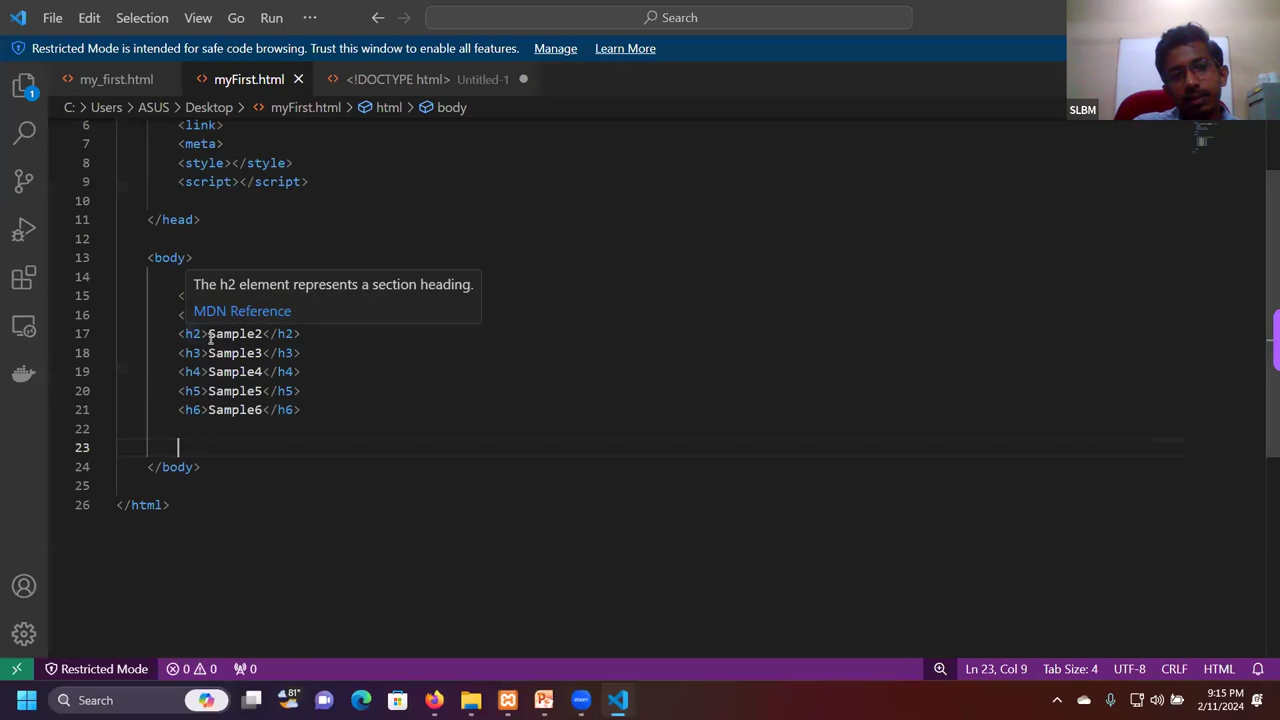 File Edit Selection View Go Run ··· Search
Restricted Mode is intended for safe code browsing. Trust this window to enable all features. Manage Learn More
my_first.html myFirst.html <!DOCTYPE html> Untitled-1
SLBM
C: > Users > ASUS > Desktop > myFirst.html > html > body
6 <link>
7 <meta>
8 <style></style>
9 <script></script>
10
11 </head>
12
13 <body>
14
The h2 element represents a section heading.
15 <
MDN Reference
16 <
17 <h2>Sample2</h2>
18 <h3>Sample3</h3>
19 <h4>Sample4</h4>
20 <h5>Sample5</h5>
21 <h6>Sample6</h6>
22
23
24 </body>
25
26 </html>
1
Restricted Mode 0 0 0 Ln 23, Col 9 Tab Size: 4 UTF-8 CRLF HTML
Search 81° 9:15 PM
2/11/2024